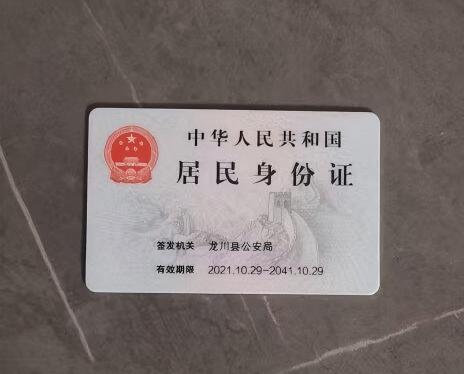 中华人民共和国
居民身份证
签发机关 龙川县公安局
有效期限 2021.10.29-2041.10.29